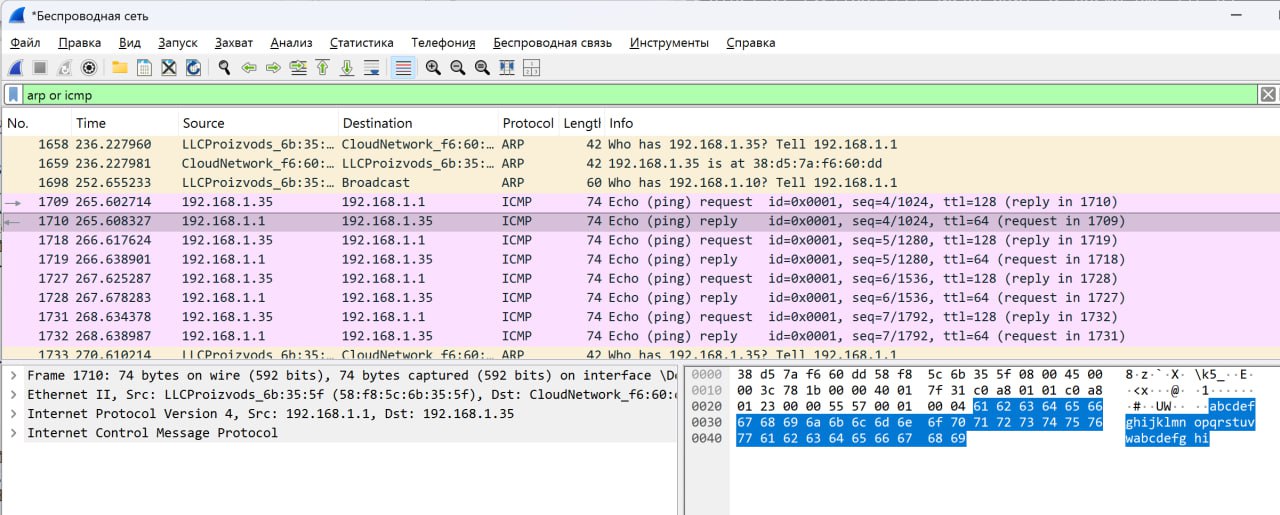 *Беспроводная сеть
Файл Правка Вид Запуск Захват Анализ Статистика Телефония Беспроводная связь Инструменты Справка
arp or icmp
No. Time Source Destination Protocol Lengtl Info
1658 236.227960 LLCProizvods_6b:35:… CloudNetwork_f6:60:… ARP 42 Who has 192.168.1.35? Tell 192.168.1.1
1659 236.227981 CloudNetwork_f6:60:… LLCProizvods_6b:35:… ARP 42 192.168.1.35 is at 38:d5:7a:f6:60:dd
1698 252.655233 LLCProizvods_6b:35:… Broadcast ARP 60 Who has 192.168.1.10? Tell 192.168.1.1
1709 265.602714 192.168.1.35 192.168.1.1 ICMP 74 Echo (ping) request id=0x0001, seq=4/1024, ttl=128 (reply in 1710)
1710 265.608327 192.168.1.1 192.168.1.35 ICMP 74 Echo (ping) reply id=0x0001, seq=4/1024, ttl=64 (request in 1709)
1718 266.617624 192.168.1.35 192.168.1.1 ICMP 74 Echo (ping) request id=0x0001, seq=5/1280, ttl=128 (reply in 1719)
1719 266.638901 192.168.1.1 192.168.1.35 ICMP 74 Echo (ping) reply id=0x0001, seq=5/1280, ttl=64 (request in 1718)
1727 267.625287 192.168.1.35 192.168.1.1 ICMP 74 Echo (ping) request id=0x0001, seq=6/1536, ttl=128 (reply in 1728)
1728 267.678283 192.168.1.1 192.168.1.35 ICMP 74 Echo (ping) reply id=0x0001, seq=6/1536, ttl=64 (request in 1727)
1731 268.634378 192.168.1.35 192.168.1.1 ICMP 74 Echo (ping) request id=0x0001, seq=7/1792, ttl=128 (reply in 1732)
1732 268.638987 192.168.1.1 192.168.1.35 ICMP 74 Echo (ping) reply id=0x0001, seq=7/1792, ttl=64 (request in 1731)
1733 270.610214 LLCProizvods_6b:35:… CloudNetwork_f6:60:… ARP 42 Who has 192.168.1.35? Tell 192.168.1.1
Frame 1710: 74 bytes on wire (592 bits), 74 bytes captured (592 bits) on interface \De
Ethernet II, Src: LLCProizvods_6b:35:5f (58:f8:5c:6b:35:5f), Dst: CloudNetwork_f6:60:
Internet Protocol Version 4, Src: 192.168.1.1, Dst: 192.168.1.35
Internet Control Message Protocol
0000 38 d5 7a f6 60 dd 58 f8 5c 6b 35 5f 08 00 45 00 8·z·`·X· \k5_··E·
0010 00 3c 78 1b 00 00 40 01 7f 31 c0 a8 01 01 c0 a8 ·<x···@· ·1······
0020 01 23 00 00 55 57 00 01 00 04 61 62 63 64 65 66 ·#··UW·· ··abcdef
0030 67 68 69 6a 6b 6c 6d 6e 6f 70 71 72 73 74 75 76 ghijklmn opqrstuv
0040 77 61 62 63 64 65 66 67 68 69 wabcdefg hi